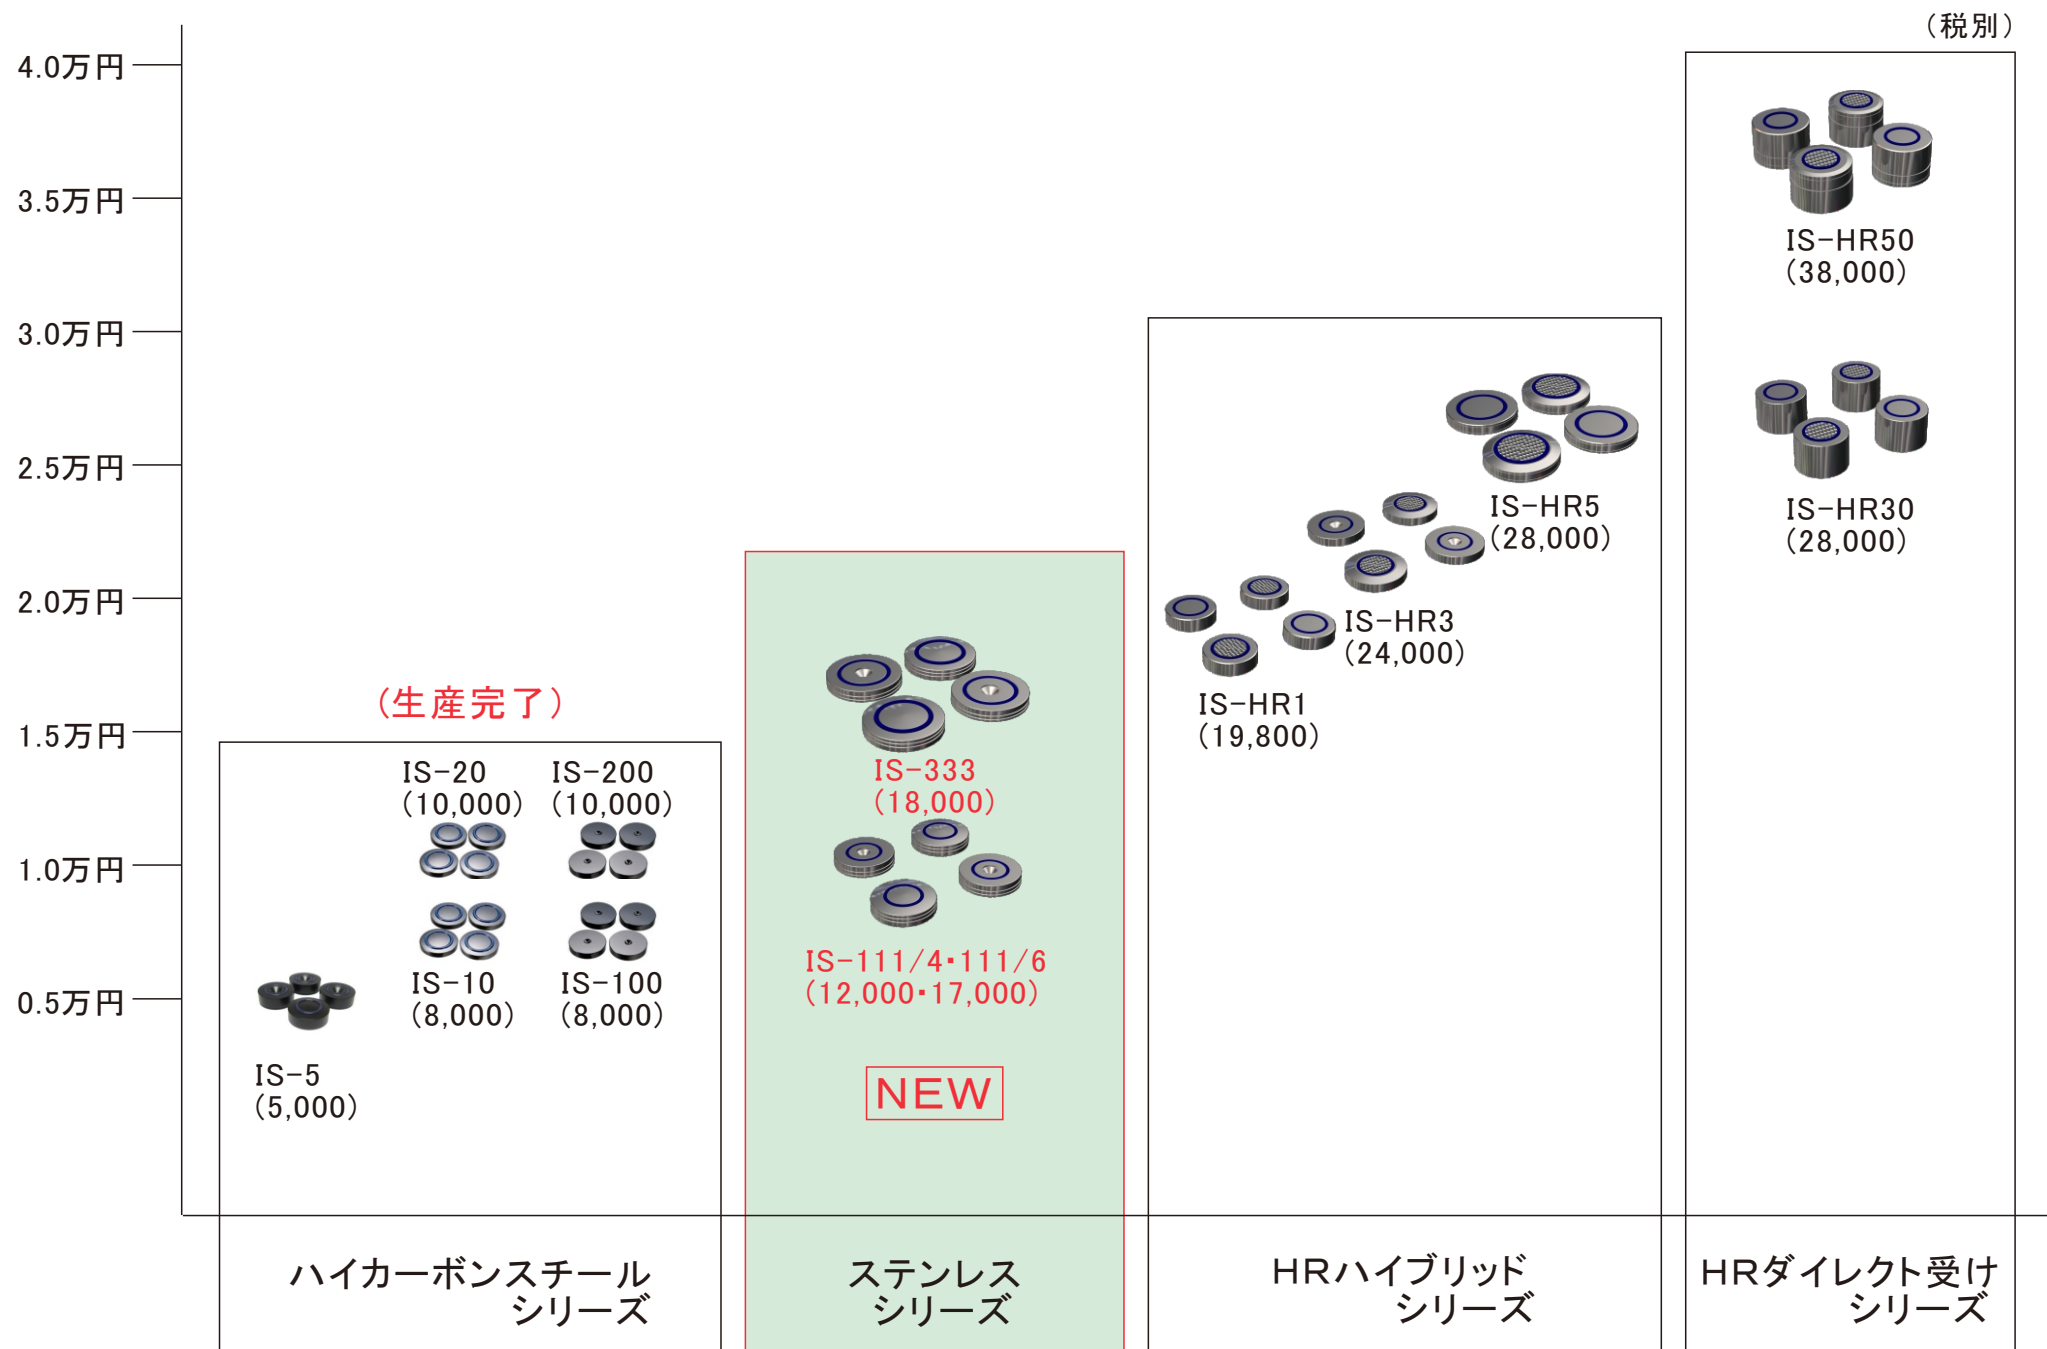 （税別）
4.0万円
3.5万円
3.0万円
2.5万円
2.0万円
1.5万円
1.0万円
0.5万円
（生産完了）
IS-20
（10,000）
IS-200
（10,000）
IS-10
（8,000）
IS-100
（8,000）
IS-5
（5,000）
IS-333
（18,000）
IS-111/4・111/6
（12,000・17,000）
NEW
IS-HR5
（28,000）
IS-HR3
（24,000）
IS-HR1
（19,800）
IS-HR50
（38,000）
IS-HR30
（28,000）
ハイカーボンスチール
シリーズ
ステンレス
シリーズ
HRハイブリッド
シリーズ
HRダイレクト受け
シリーズ